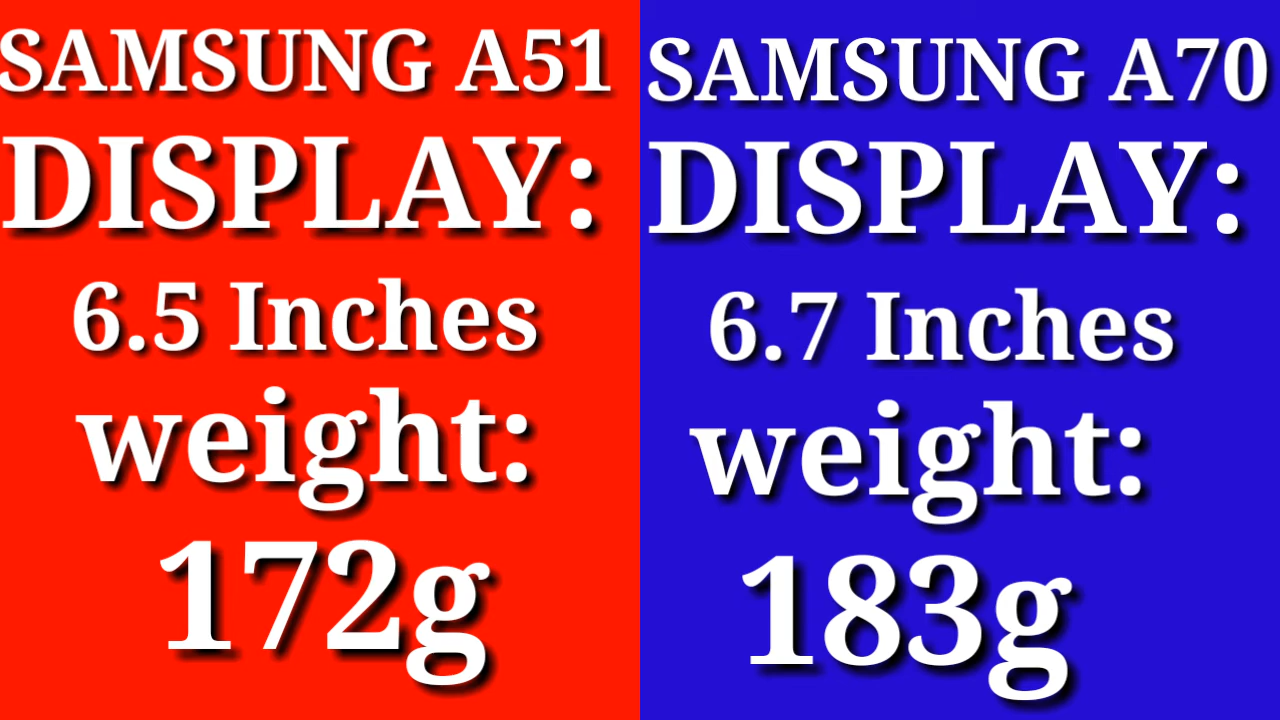 SAMSUNG A51
DISPLAY:
6.5 Inches
weight:
172g
SAMSUNG A70
DISPLAY:
6.7 Inches
weight:
183g